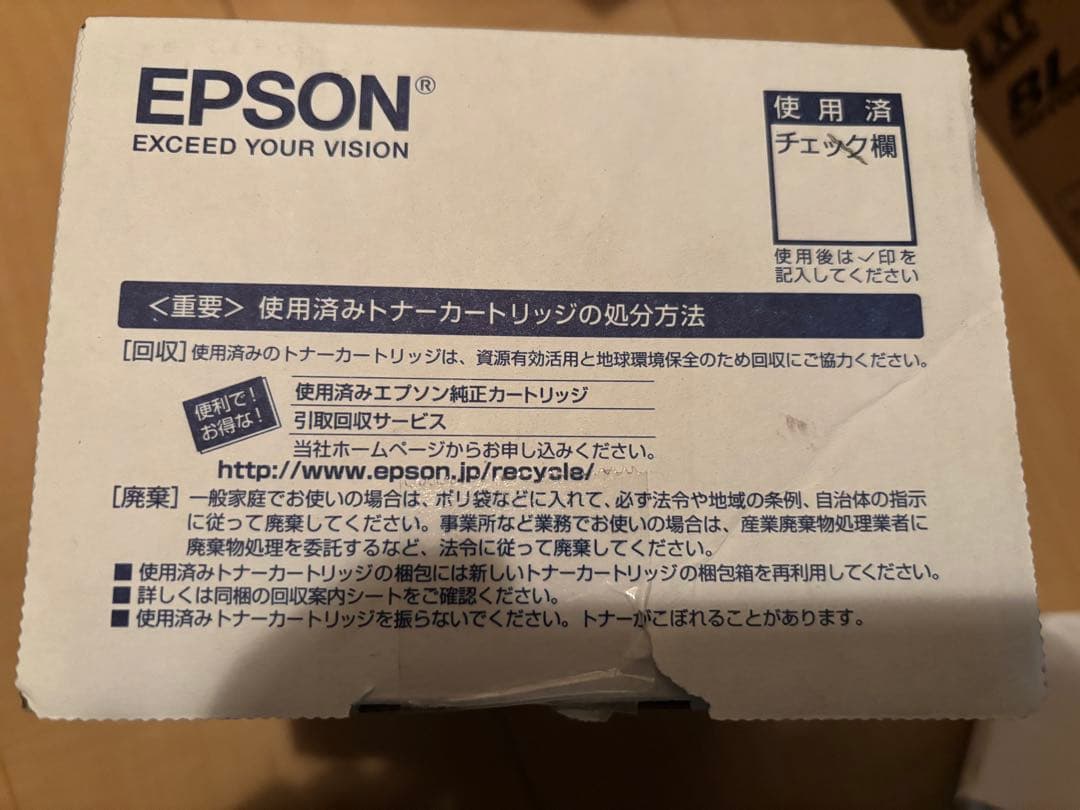 EPSON®
EXCEED YOUR VISION
使用済
チェック欄
使用後は✓印を
記入してください
＜重要＞ 使用済みトナーカートリッジの処分方法
[回収] 使用済みのトナーカートリッジは、資源有効活用と地球環境保全のため回収にご協力ください。
便利で！
お得な！
使用済みエプソン純正カートリッジ
引取回収サービス
当社ホームページからお申し込みください。
http://www.epson.jp/recycle/
[廃棄] 一般家庭でお使いの場合は、ポリ袋などに入れて、必ず法令や地域の条例、自治体の指示
に従って廃棄してください。事業所など業務でお使いの場合は、産業廃棄物処理業者に
廃棄物処理を委託するなど、法令に従って廃棄してください。
■ 使用済みトナーカートリッジの梱包には新しいトナーカートリッジの梱包箱を再利用してください。
■ 詳しくは同梱の回収案内シートをご確認ください。
■ 使用済みトナーカートリッジを振らないでください。トナーがこぼれることがあります。